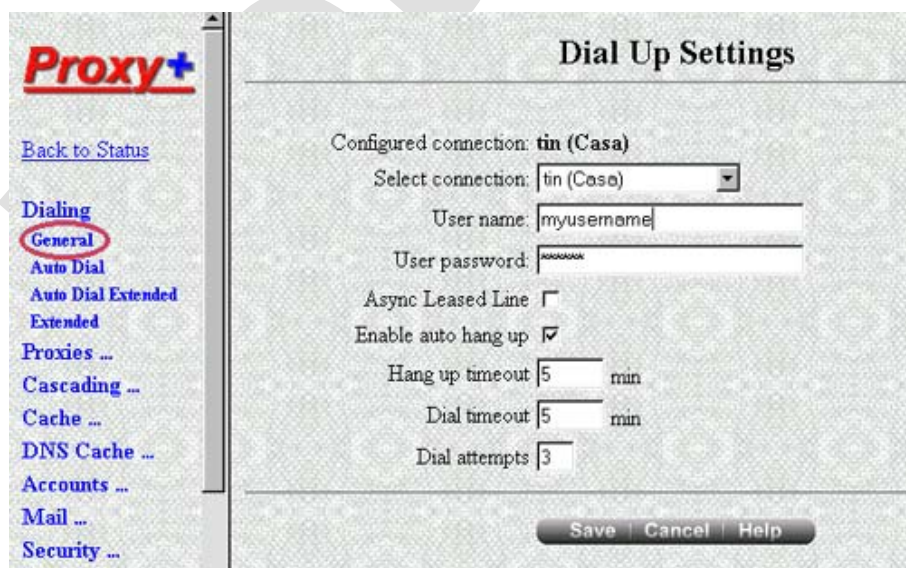 Proxy+
Back to Status
Dialing
General
Auto Dial
Auto Dial Extended
Extended
Proxies ...
Cascading ...
Cache ...
DNS Cache ...
Accounts ...
Mail ...
Security ...
Dial Up Settings
Configured connection: tin (Casa)
Select connection: tin (Casa)
User name: myusername
User password: *******
Async Leased Line
Enable auto hang up
Hang up timeout 5 min
Dial timeout 5 min
Dial attempts 3
Save | Cancel | Help